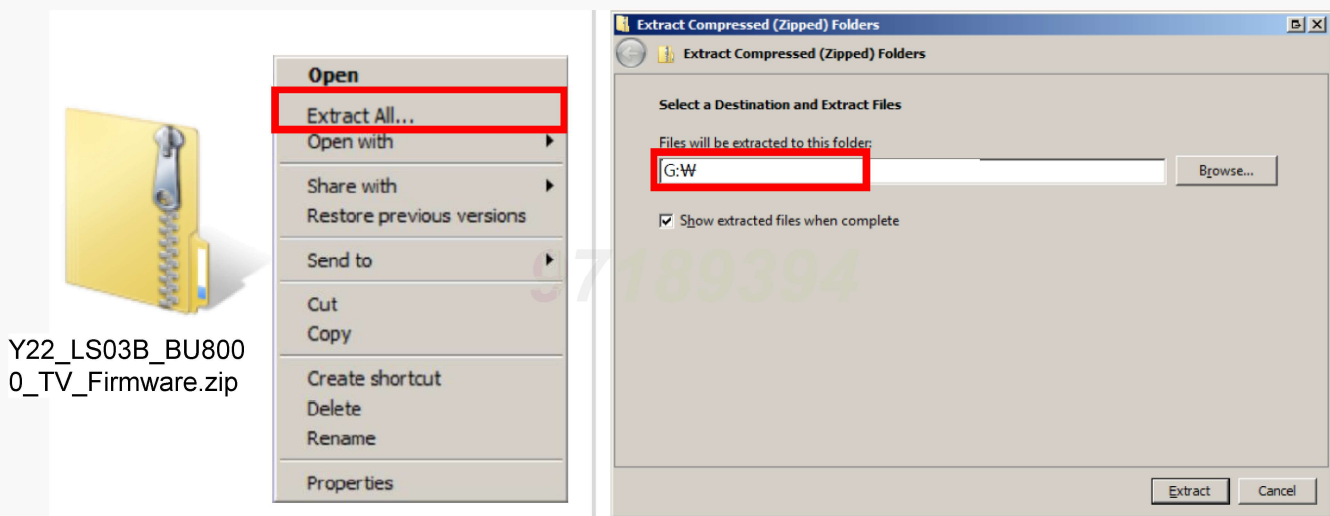 Open
Extract All...
Open with
Share with
Restore previous versions
Send to
Cut
Copy
Create shortcut
Delete
Rename
Properties
Y22_LS03B_BU800
0_TV_Firmware.zip
Extract Compressed (Zipped) Folders
Extract Compressed (Zipped) Folders
Select a Destination and Extract Files
Files will be extracted to this folder:
G:₩
Browse...
Show extracted files when complete
97189394
Extract
Cancel